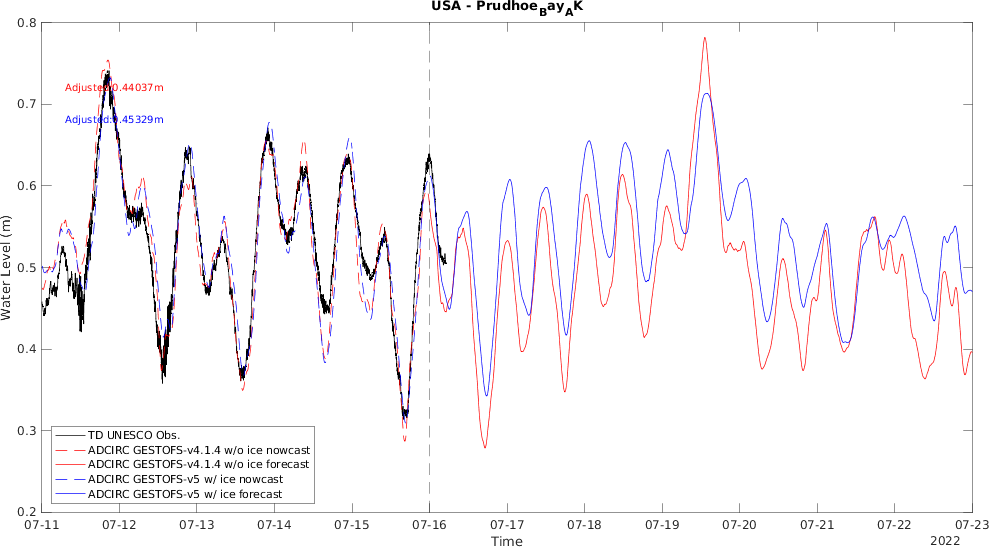 USA - Prudhoe_Bay_AK
0.8
0.7
0.6
0.5
0.4
0.3
0.2
Water Level (m)
Adjusted:0.44037m
Adjusted:0.45329m
TD UNESCO Obs.
ADCIRC GESTOFS-v4.1.4 w/o ice nowcast
ADCIRC GESTOFS-v4.1.4 w/o ice forecast
ADCIRC GESTOFS-v5 w/ ice nowcast
ADCIRC GESTOFS-v5 w/ ice forecast
07-11 07-12 07-13 07-14 07-15 07-16 07-17 07-18 07-19 07-20 07-21 07-22 07-23
Time
2022